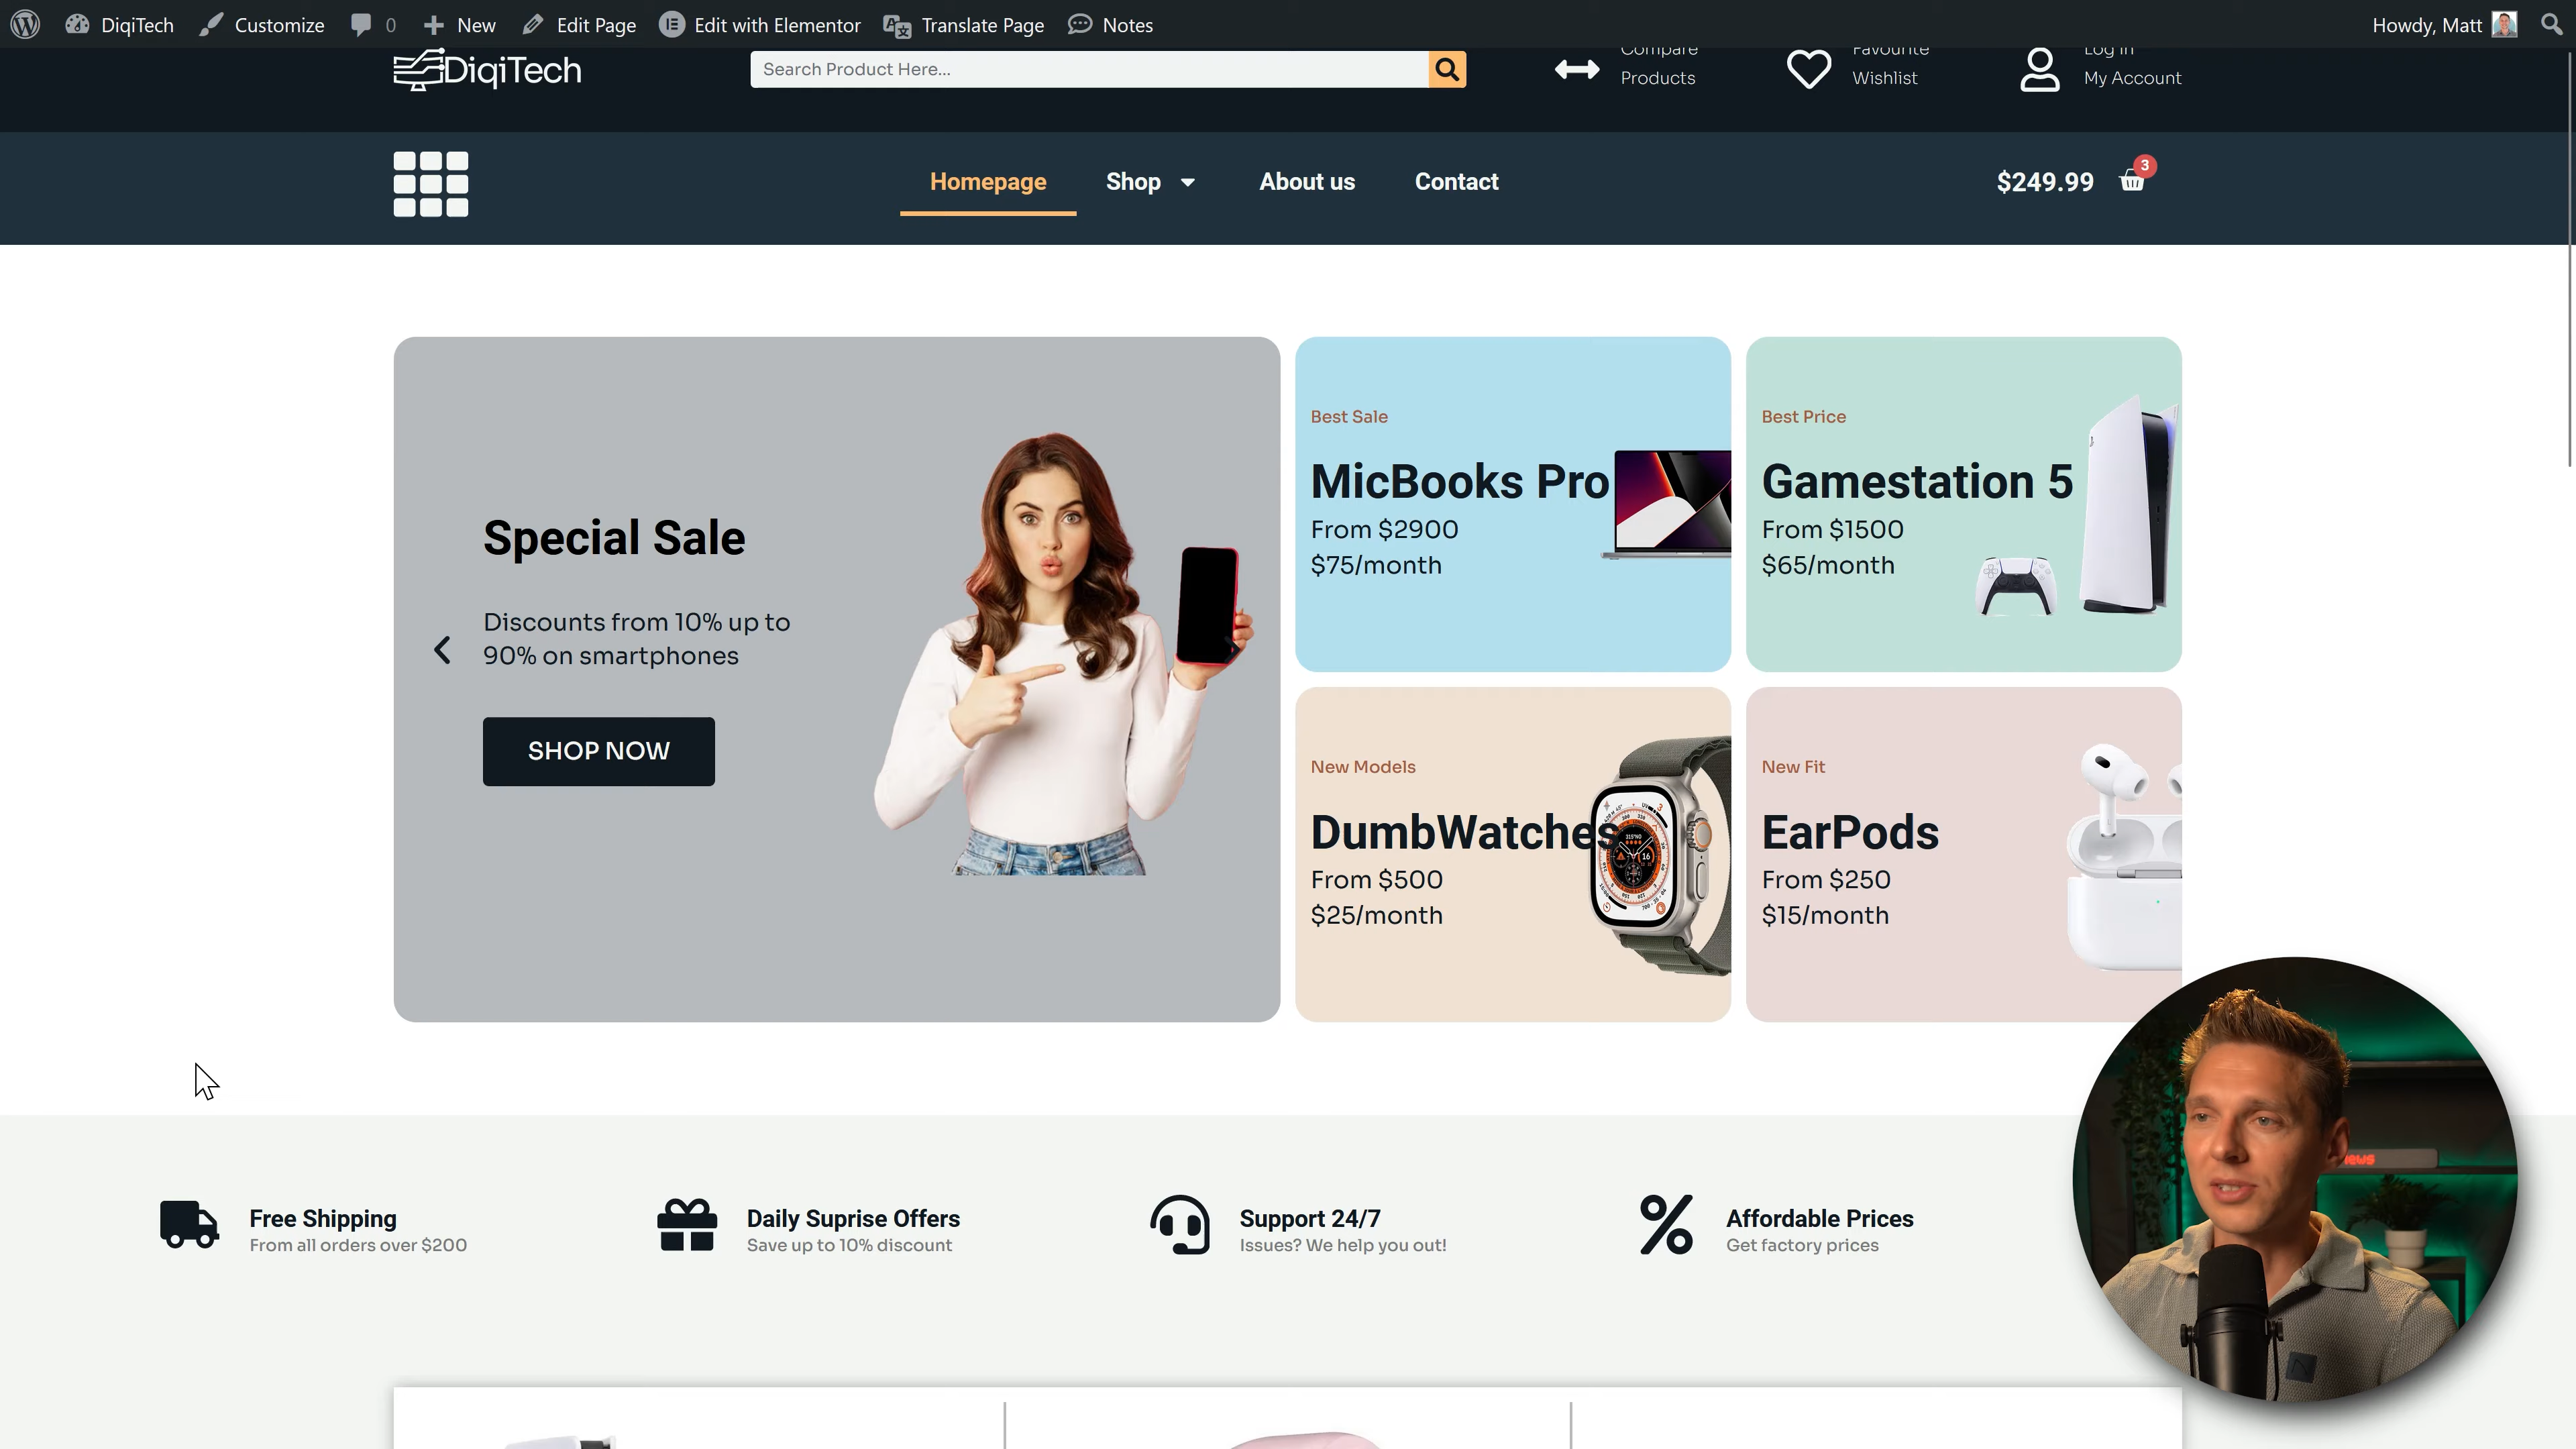 DiqiTech Customize 0 New Edit Page Edit with Elementor Translate Page Notes Howdy, Matt
DiqiTech
Search Product Here...
Compare
Products
Favourite
Wishlist
Log in
My Account
Homepage Shop About us Contact
$249.99 3
Special Sale
Discounts from 10% up to
90% on smartphones
SHOP NOW
Best Sale
MicBooks Pro
From $2900
$75/month
Best Price
Gamestation 5
From $1500
$65/month
New Models
DumbWatches
From $500
$25/month
New Fit
EarPods
From $250
$15/month
Free Shipping
From all orders over $200
Daily Suprise Offers
Save up to 10% discount
Support 24/7
Issues? We help you out!
Affordable Prices
Get factory prices